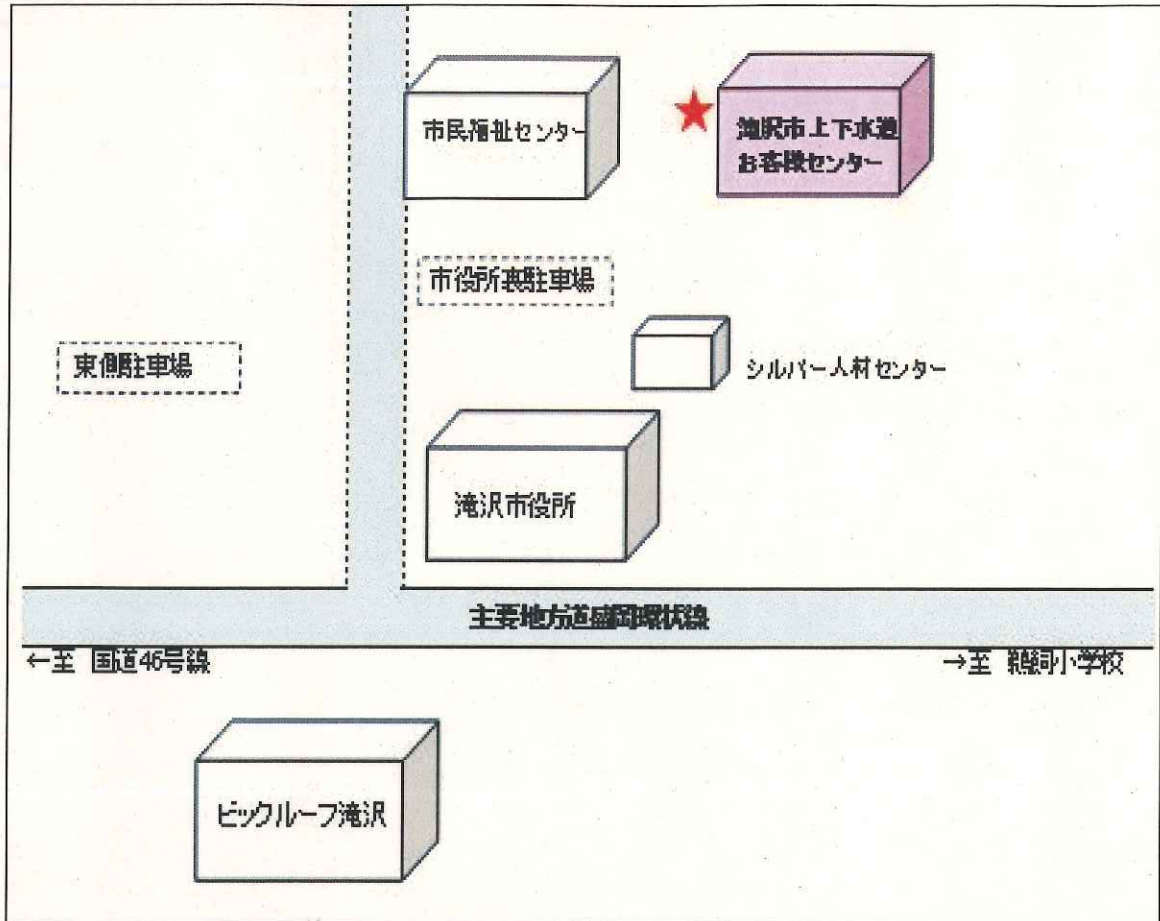 市民福祉センター
滝沢市上下水道
お客様センター
市役所裏駐車場
東側駐車場
シルバー人材センター
滝沢市役所
主要地方道盛岡環状線
←至 国道46号線
→至 鵜飼小学校
ビックルーフ滝沢